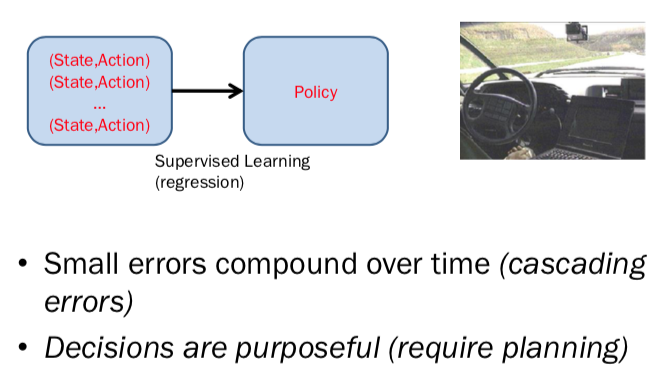 (State,Action)
(State,Action)
...
(State,Action)
Policy
Supervised Learning
(regression)
• Small errors compound over time (cascading
errors)
• Decisions are purposeful (require planning)